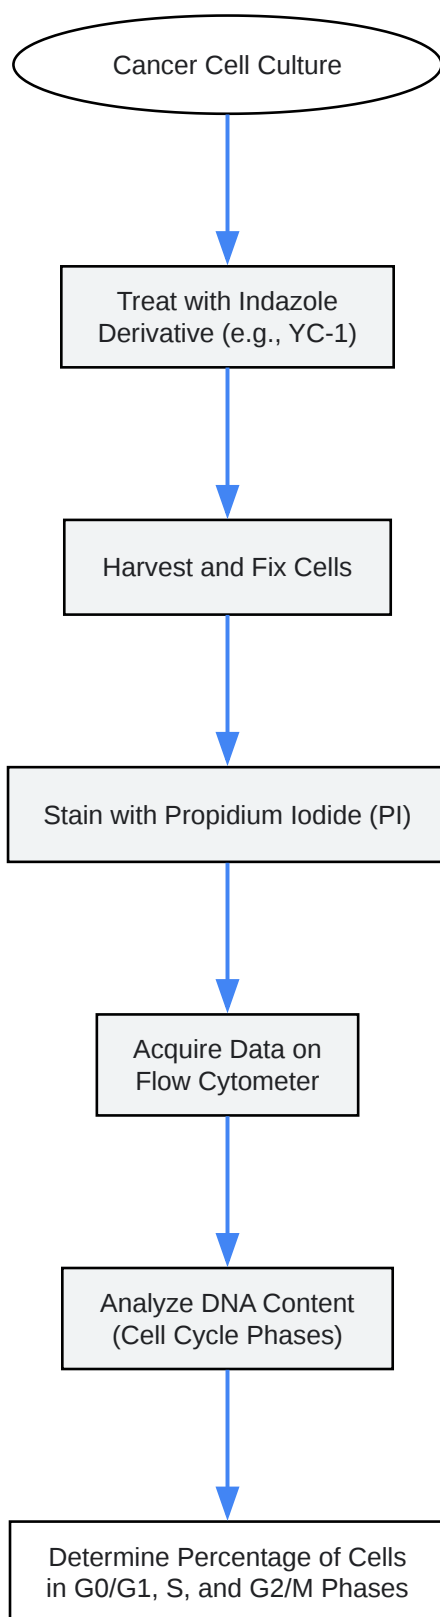 Cancer Cell Culture
Treat with Indazole
Derivative (e.g., YC-1)
Harvest and Fix Cells
Stain with Propidium Iodide (PI)
Acquire Data on
Flow Cytometer
Analyze DNA Content
(Cell Cycle Phases)
Determine Percentage of Cells
in G0/G1, S, and G2/M Phases